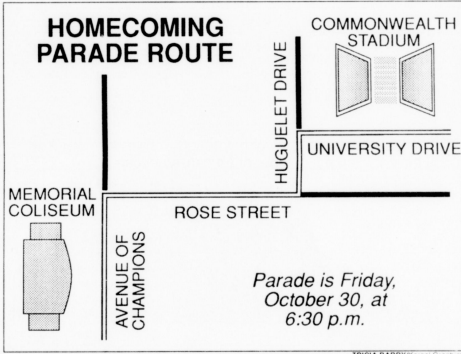 HOMECOMING
PARADE ROUTE
COMMONWEALTH
STADIUM
HUGUELET DRIVE
UNIVERSITY DRIVE
MEMORIAL
COLISEUM
ROSE STREET
AVENUE OF
CHAMPIONS
Parade is Friday,
October 30, at
6:30 p.m.